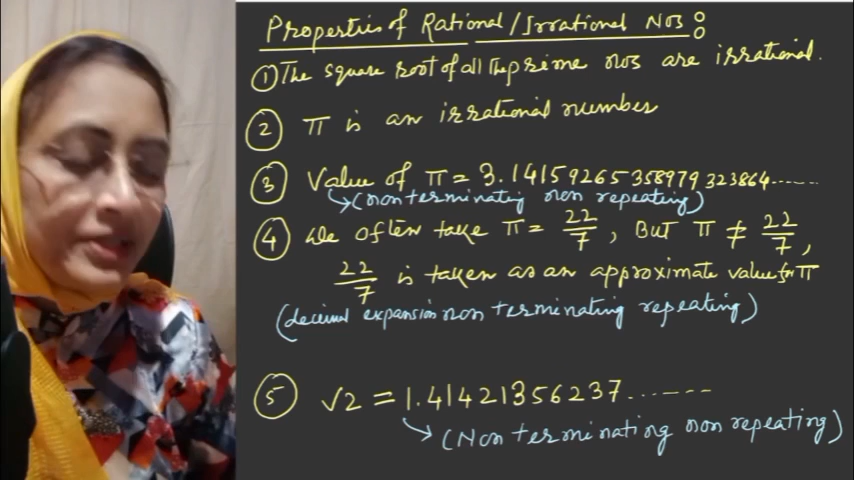 Properties of Rational/Irrational Nos:
① The square root of all the prime nos are irrational.
② π is an irrational number
③ Value of π = 3.14159265358979323864......
↳(non terminating non repeating)
④ We often take π = 22/7, But π ≠ 22/7,
22/7 is taken as an approximate value for π
(decimal expansion non terminating repeating)
⑤ √2 = 1.41421356237.......
↳(Non terminating non repeating)